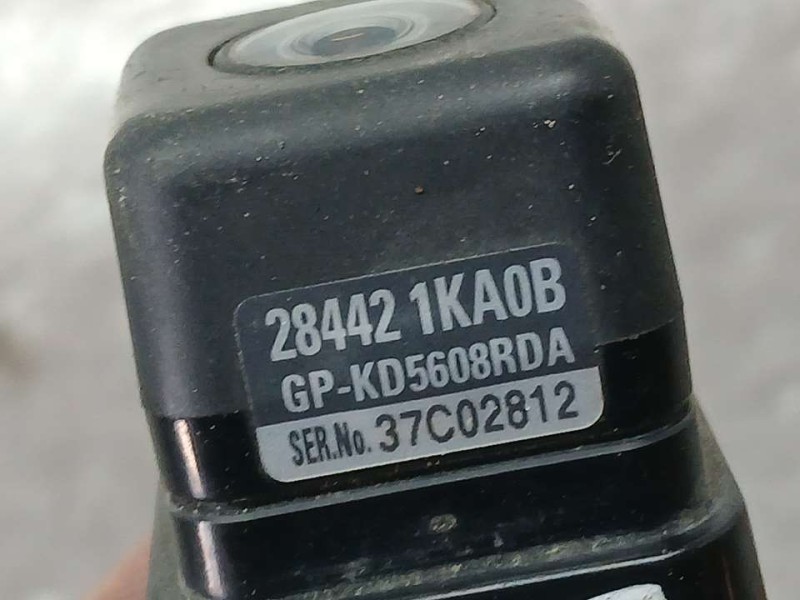 28442 1KA0B
GP-KD5608RDA
SER.No. 37C02812